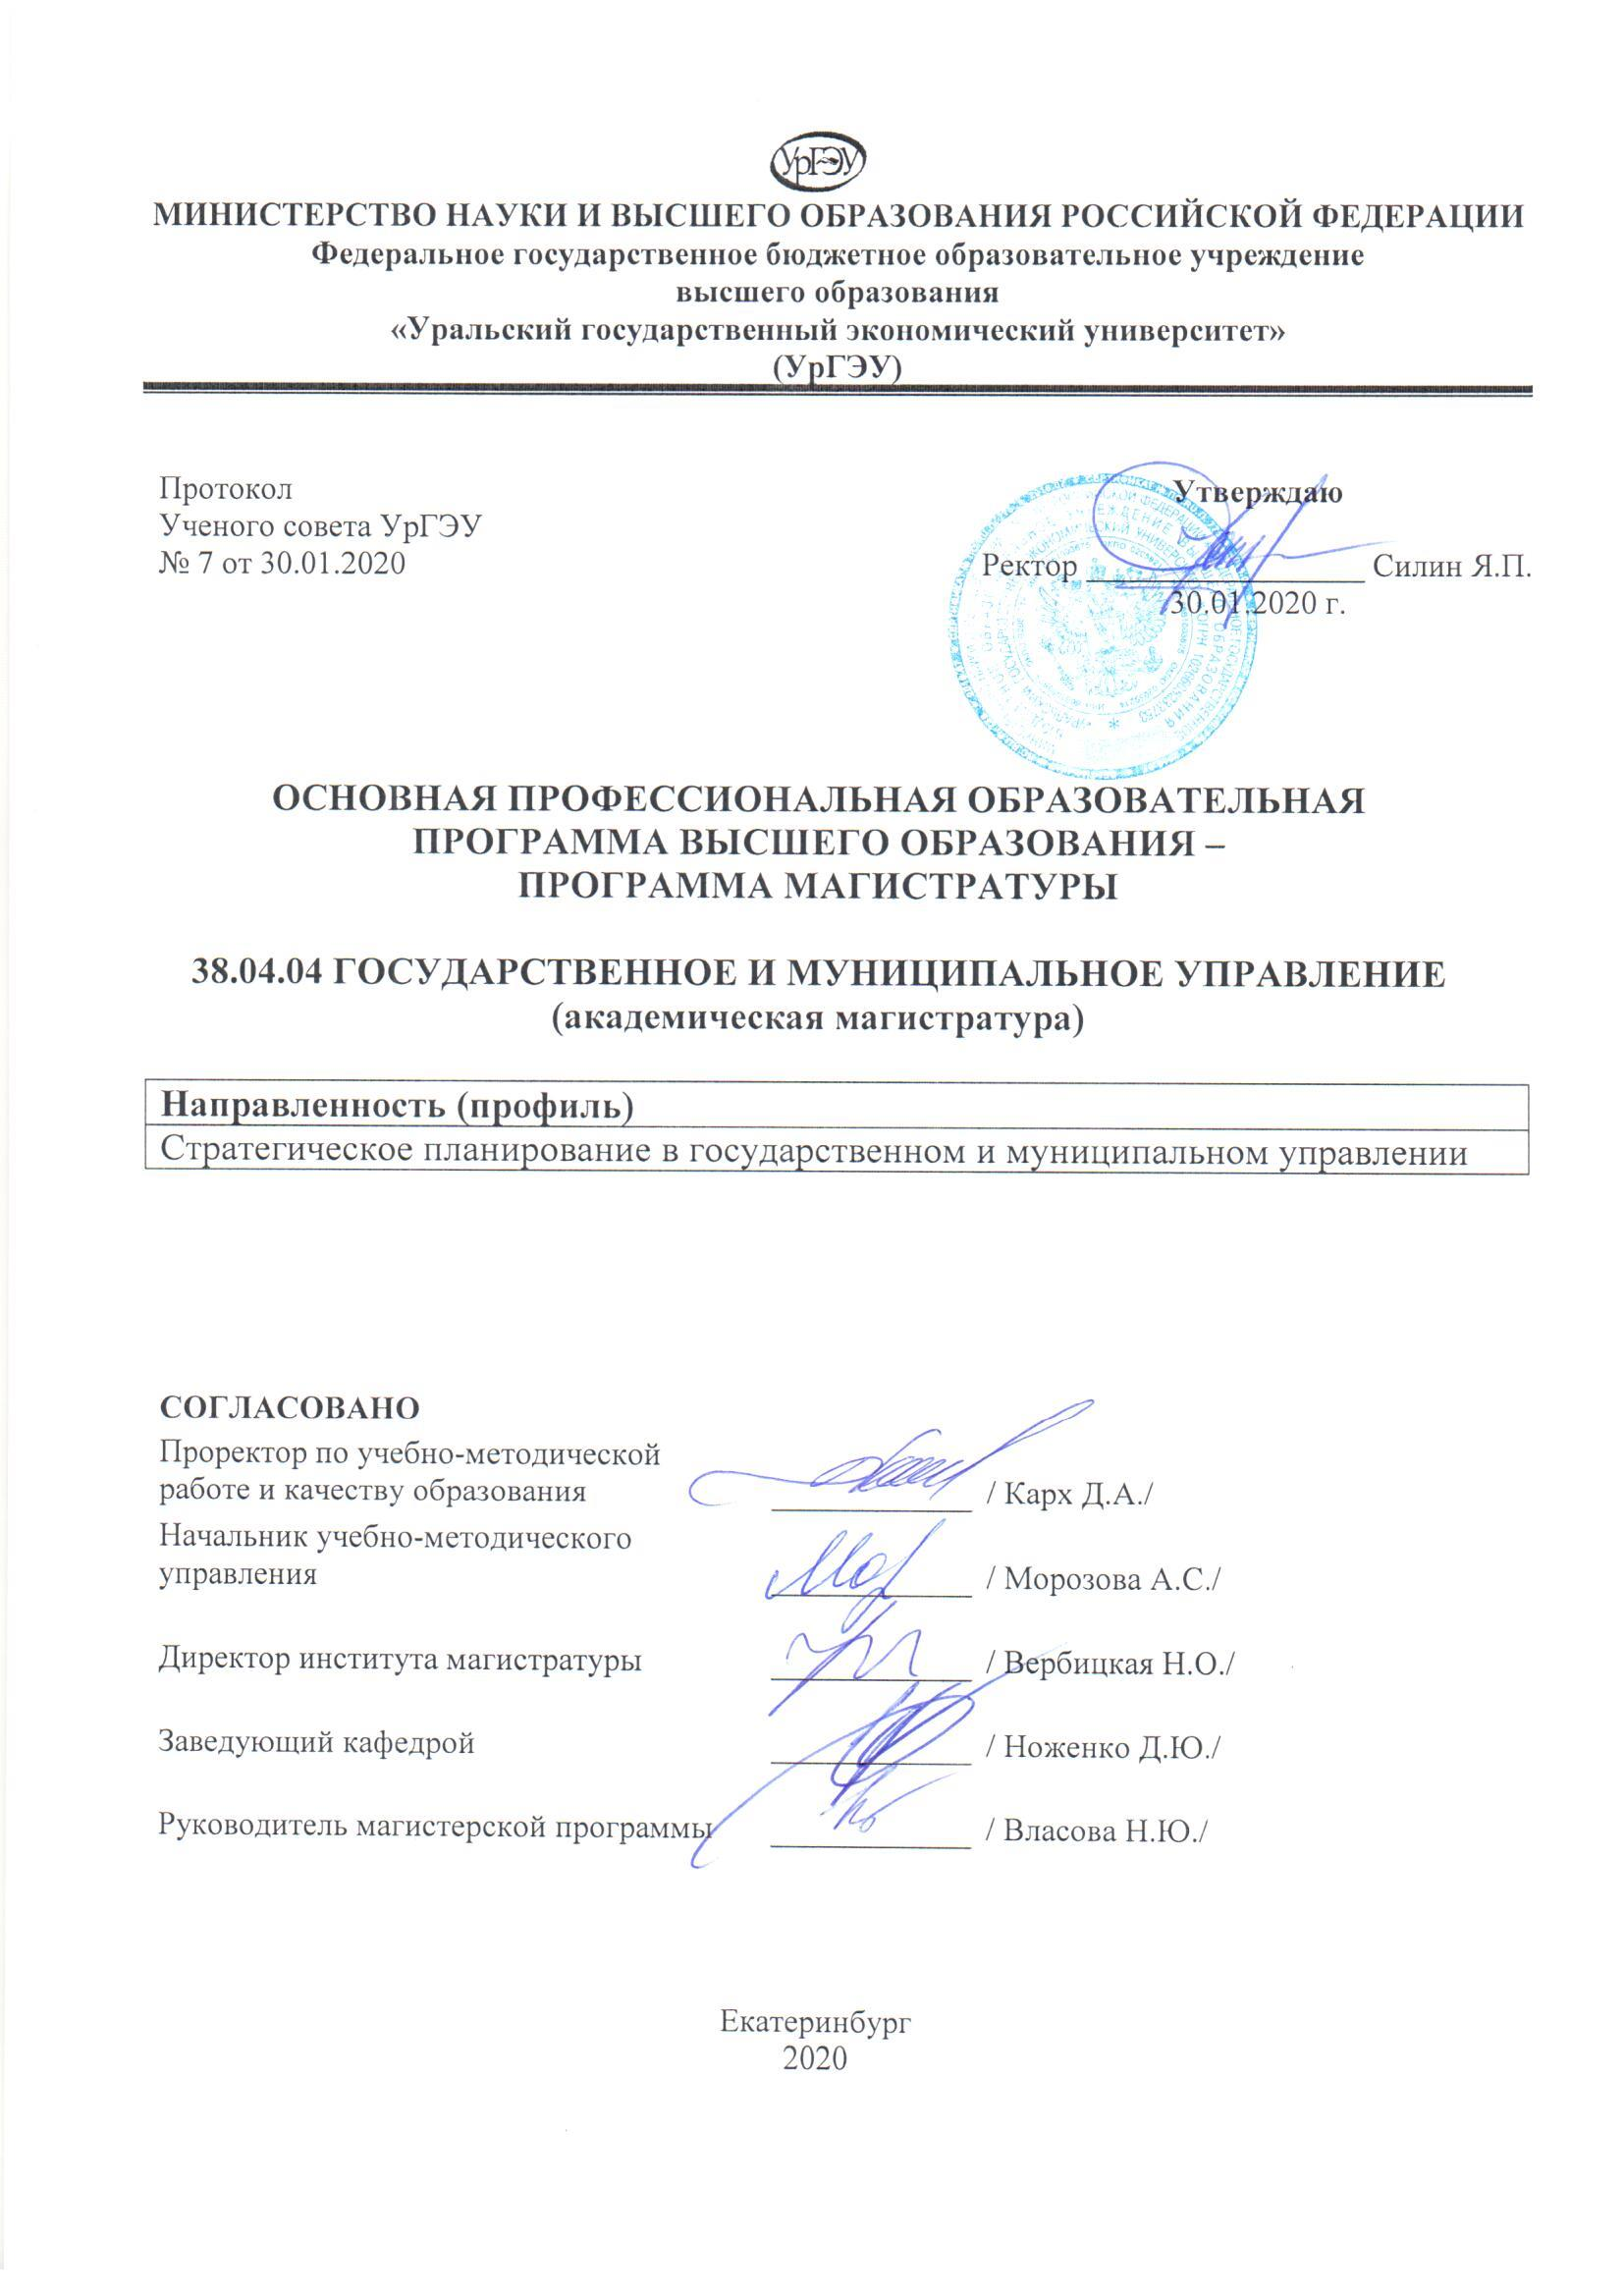 УрГЭУ
МИНИСТЕРСТВО НАУКИ И ВЫСШЕГО ОБРАЗОВАНИЯ РОССИЙСКОЙ ФЕДЕРАЦИИ
Федеральное государственное бюджетное образовательное учреждение
высшего образования
«Уральский государственный экономический университет»
(УрГЭУ)
Протокол
Ученого совета УрГЭУ
№ 7 от 30.01.2020
Утверждаю
Ректор Силин Я.П.
30.01.2020 г.
ОСНОВНАЯ ПРОФЕССИОНАЛЬНАЯ ОБРАЗОВАТЕЛЬНАЯ
ПРОГРАММА ВЫСШЕГО ОБРАЗОВАНИЯ –
ПРОГРАММА МАГИСТРАТУРЫ
38.04.04 ГОСУДАРСТВЕННОЕ И МУНИЦИПАЛЬНОЕ УПРАВЛЕНИЕ
(академическая магистратура)
Направленность (профиль)
Стратегическое планирование в государственном и муниципальном управлении
СОГЛАСОВАНО
Проректор по учебно-методической
работе и качеству образования / Карх Д.А./
Начальник учебно-методического
управления / Морозова А.С./
Директор института магистратуры / Вербицкая Н.О./
Заведующий кафедрой / Ноженко Д.Ю./
Руководитель магистерской программы / Власова Н.Ю./
Екатеринбург
2020